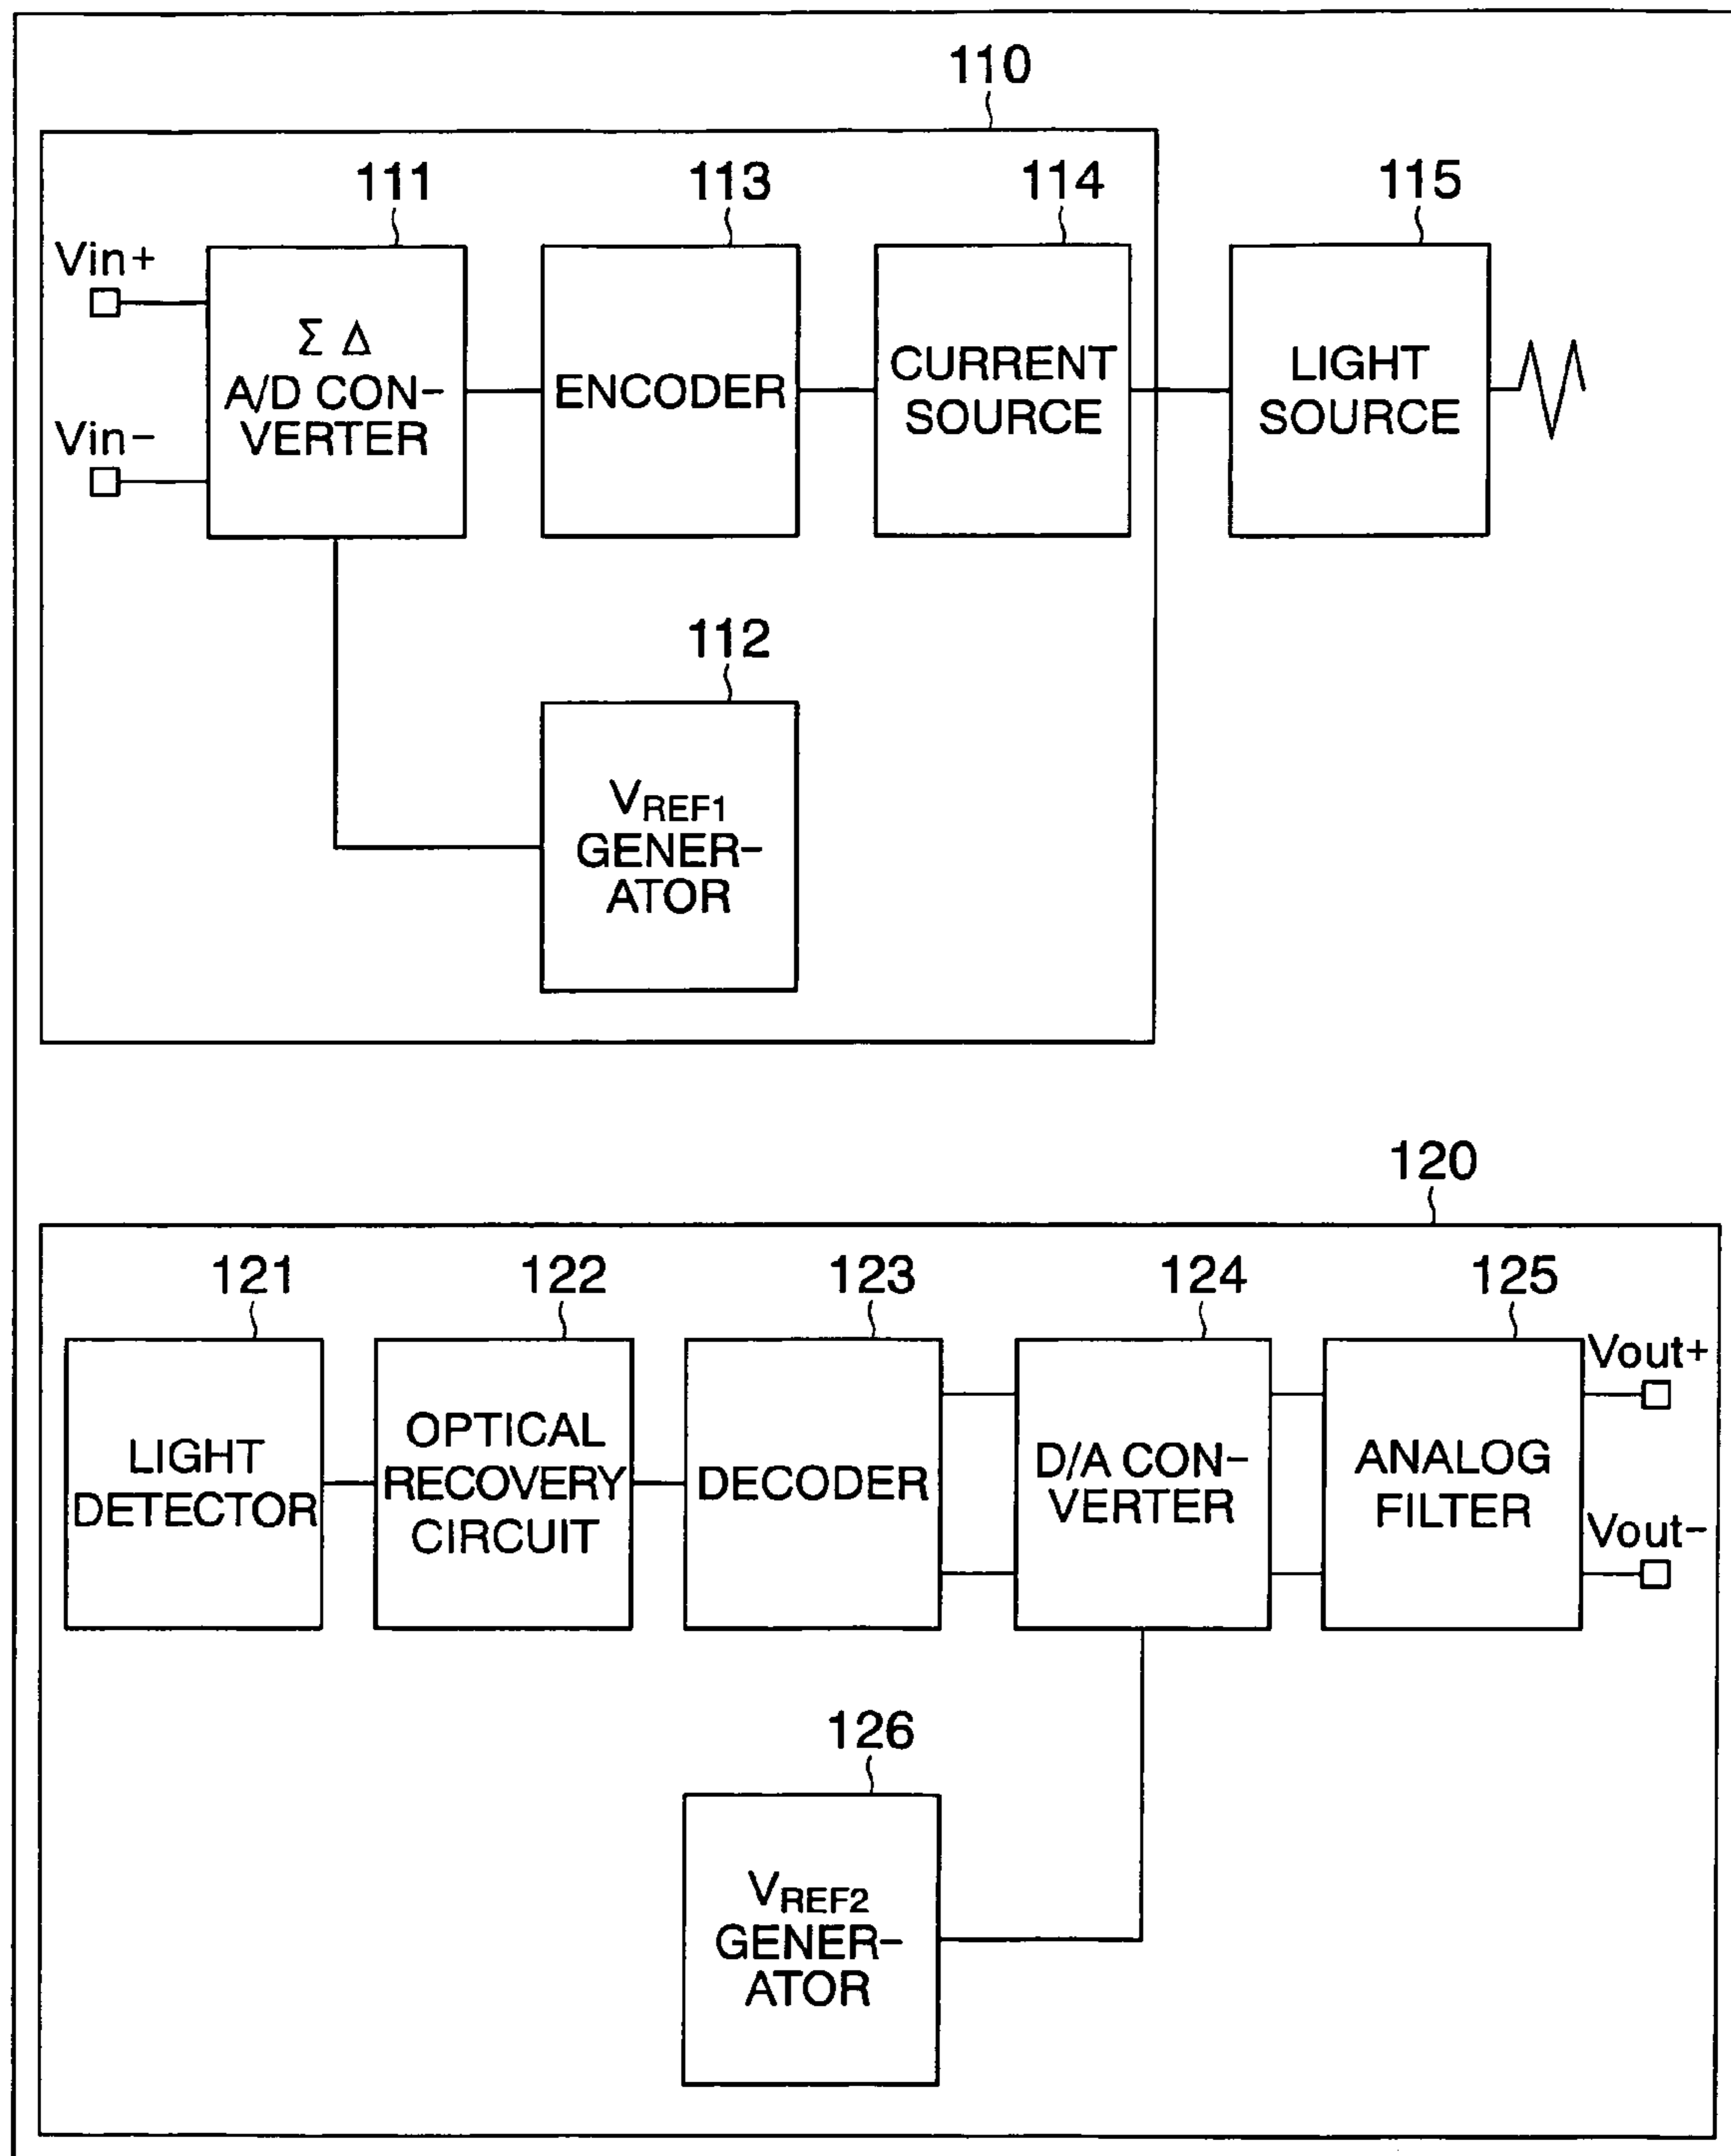 110
111
113
114
115
Vin+
Vin-
Σ Δ
A/D CON-
VERTER
ENCODER
CURRENT
SOURCE
LIGHT
SOURCE
112
VREF1
GENER-
ATOR
120
121
122
123
124
125
LIGHT
DETECTOR
OPTICAL
RECOVERY
CIRCUIT
DECODER
D/A CON-
VERTER
ANALOG
FILTER
Vout+
Vout-
126
VREF2
GENER-
ATOR